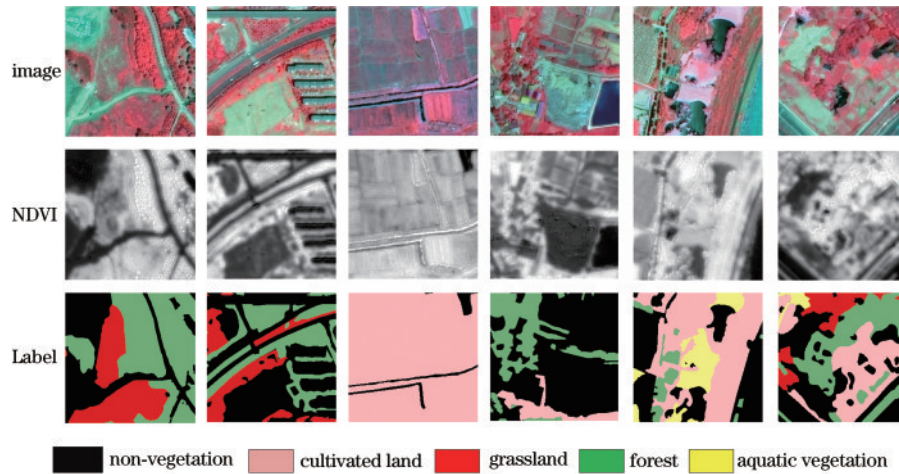 image
NDVI
Label
non-vegetation cultivated land grassland forest aquatic vegetation